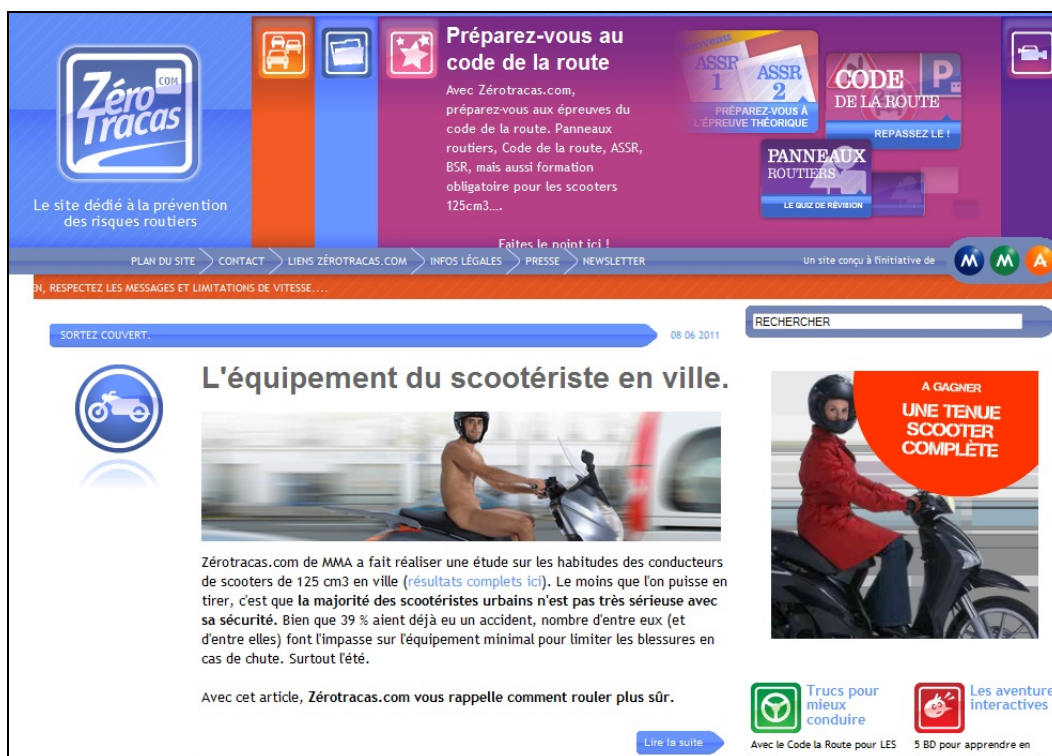 Zéro
Tracas
COM
Le site dédié à la prévention
des risques routiers
Préparez-vous au
code de la route
Avec Zérotracas.com,
préparez-vous aux épreuves du
code de la route. Panneaux
routiers, Code de la route, ASSR,
BSR, mais aussi formation
obligatoire pour les scooters
125cm3....
Faites le point ici !
Nouveau
ASSR
1
ASSR
2
PRÉPAREZ-VOUS À
L'ÉPREUVE THÉORIQUE
CODE
DE LA ROUTE
P
REPASSEZ LE !
PANNEAUX
ROUTIERS
LE QUIZ DE RÉVISION
PLAN DU SITE
CONTACT
LIENS ZÉROTRACAS.COM
INFOS LÉGALES
PRESSE
NEWSLETTER
Un site conçu à l'initiative de
M M A
EN, RESPECTEZ LES MESSAGES ET LIMITATIONS DE VITESSE....
SORTEZ COUVERT.
08 06 2011
RECHERCHER
L'équipement du scootériste en ville.
Zérotracas.com de MMA a fait réaliser une étude sur les habitudes des conducteurs
de scooters de 125 cm3 en ville (résultats complets ici). Le moins que l'on puisse en
tirer, c'est que la majorité des scootéristes urbains n'est pas très sérieuse avec
sa sécurité. Bien que 39 % aient déjà eu un accident, nombre d'entre eux (et
d'entre elles) font l'impasse sur l'équipement minimal pour limiter les blessures en
cas de chute. Surtout l'été.
Avec cet article, Zérotracas.com vous rappelle comment rouler plus sûr.
Lire la suite
A GAGNER
UNE TENUE
SCOOTER
COMPLÈTE
Trucs pour
mieux
conduire
Avec le Code la Route pour LES
Les aventure
interactives
5 BD pour apprendre en